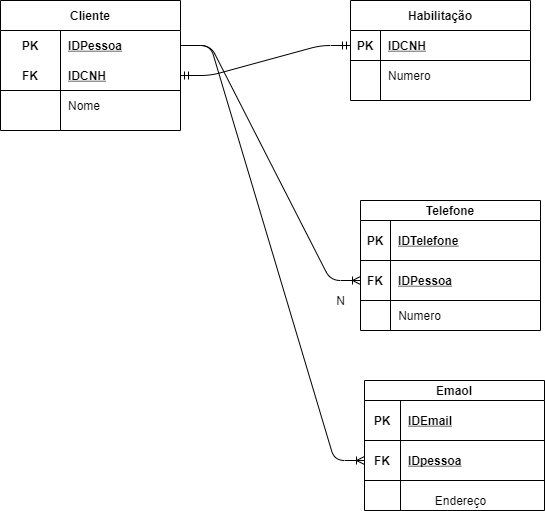 Cliente
PK IDPessoa
FK IDCNH
Nome
Habilitação
PK IDCNH
Numero
Telefone
PK IDTelefone
FK IDPessoa
N
Numero
Emaol
PK IDEmail
FK IDpessoa
Endereço